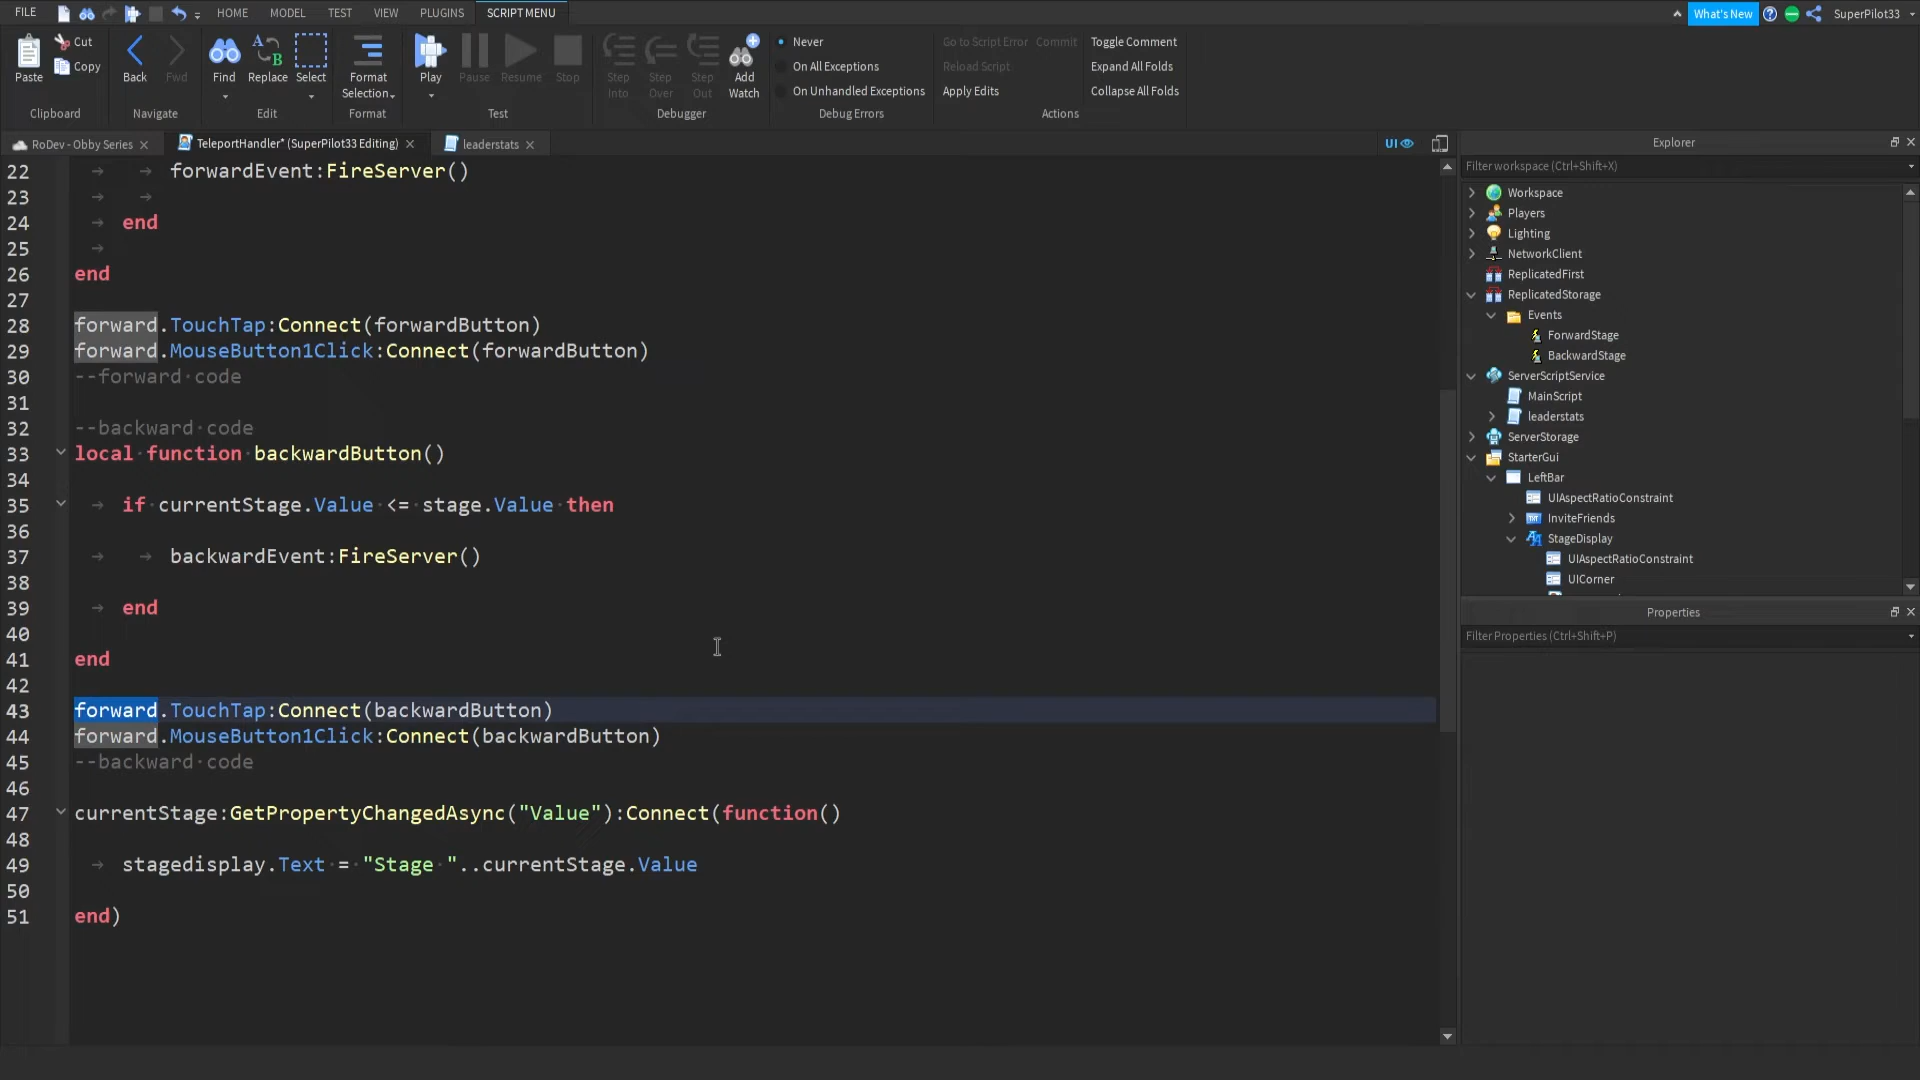 FILE HOME MODEL TEST VIEW PLUGINS SCRIPT MENU What's New SuperPilot33
Paste Cut Copy Clipboard
Back Fwd Navigate
Find Replace Select Edit
Format Selection Format
Play Pause Resume Stop Test
Step Into Step Over Step Out Add Watch Debugger
Never
On All Exceptions
On Unhandled Exceptions
Debug Errors
Go to Script Error Commit Toggle Comment
Reload Script Expand All Folds
Apply Edits Collapse All Folds
Actions
RoDev - Obby Series TeleportHandler* (SuperPilot33 Editing) leaderstats UI
22 forwardEvent:FireServer()
23
24 end
25
26 end
27
28 forward.TouchTap:Connect(forwardButton)
29 forward.MouseButton1Click:Connect(forwardButton)
30 --forward code
31
32 --backward code
33 local function backwardButton()
34
35 if currentStage.Value <= stage.Value then
36
37 backwardEvent:FireServer()
38
39 end
40
41 end
42
43 forward.TouchTap:Connect(backwardButton)
44 forward.MouseButton1Click:Connect(backwardButton)
45 --backward code
46
47 currentStage:GetPropertyChangedAsync("Value"):Connect(function()
48
49 stagedisplay.Text = "Stage "..currentStage.Value
50
51 end)
Explorer
Filter workspace (Ctrl+Shift+X)
Workspace
Players
Lighting
NetworkClient
ReplicatedFirst
ReplicatedStorage
Events
ForwardStage
BackwardStage
ServerScriptService
MainScript
leaderstats
ServerStorage
StarterGui
LeftBar
UIAspectRatioConstraint
InviteFriends
StageDisplay
UIAspectRatioConstraint
UICorner
Properties
Filter Properties (Ctrl+Shift+P)